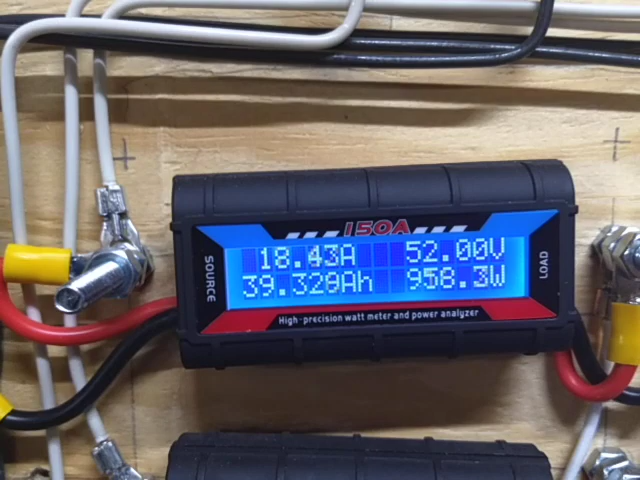 150A
SOURCE
18.43A 52.00V
39.320Ah 958.3W
LOAD
High-precision watt meter and power analyzer